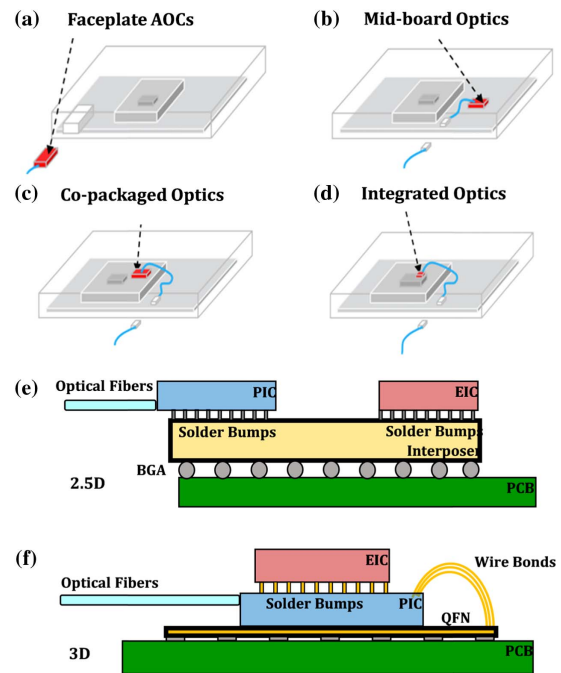 (a) Faceplate AOCs
(b) Mid-board Optics
(c) Co-packaged Optics
(d) Integrated Optics
(e)
Optical Fibers
PIC
EIC
Solder Bumps
Solder Bumps
Interposer
BGA
2.5D
PCB
(f)
EIC
Wire Bonds
Optical Fibers
Solder Bumps
PIC
QFN
3D
PCB